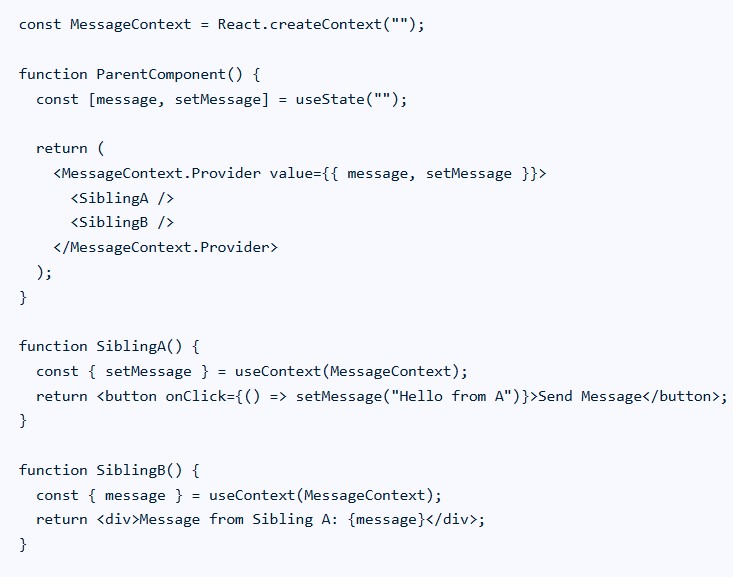 const MessageContext = React.createContext("");
function ParentComponent() {
const [message, setMessage] = useState("");
return (
<MessageContext.Provider value={{ message, setMessage }}>
<SiblingA />
<SiblingB />
</MessageContext.Provider>
);
}
function SiblingA() {
const { setMessage } = useContext(MessageContext);
return <button onClick={() => setMessage("Hello from A")}>Send Message</button>;
}
function SiblingB() {
const { message } = useContext(MessageContext);
return <div>Message from Sibling A: {message}</div>;
}